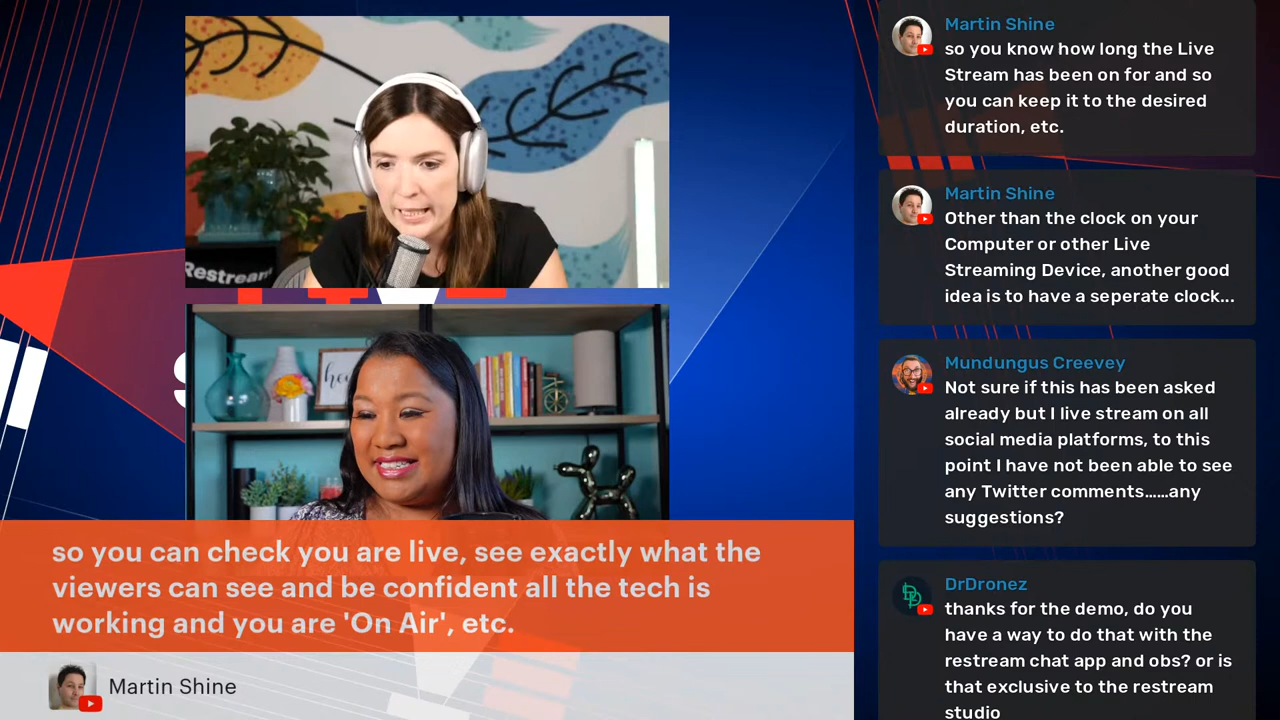 Restream
so you can check you are live, see exactly what the
viewers can see and be confident all the tech is
working and you are 'On Air', etc.
Martin Shine
Martin Shine
so you know how long the Live
Stream has been on for and so
you can keep it to the desired
duration, etc.
Martin Shine
Other than the clock on your
Computer or other Live
Streaming Device, another good
idea is to have a seperate clock...
Mundungus Creevey
Not sure if this has been asked
already but I live stream on all
social media platforms, to this
point I have not been able to see
any Twitter comments......any
suggestions?
DrDronez
thanks for the demo, do you
have a way to do that with the
restream chat app and obs? or is
that exclusive to the restream
studio